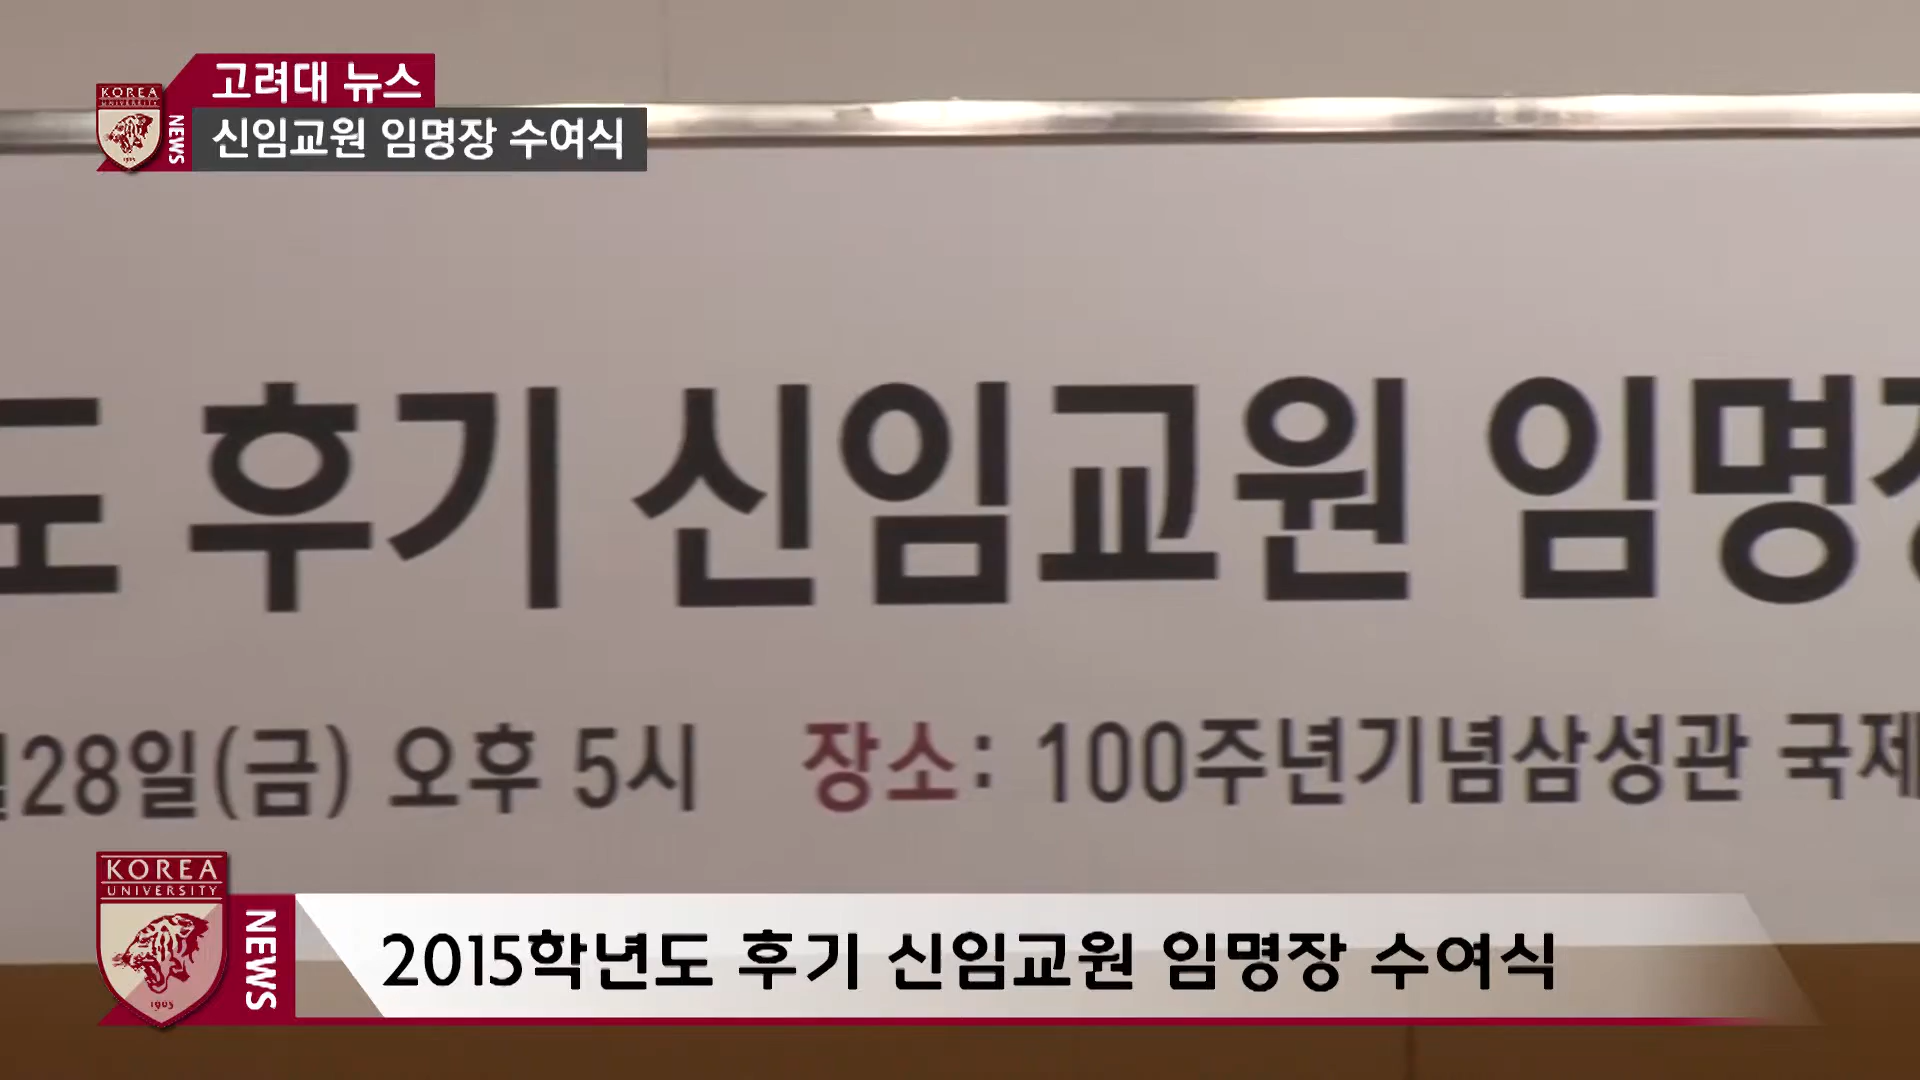 고려대 뉴스
KOREA
UNIVERSITY
1905
NEWS
신임교원 임명장 수여식
도 후기 신임교원 임명장
28일(금) 오후 5시 장소: 100주년기념삼성관 국제
KOREA
UNIVERSITY
1905
NEWS
2015학년도 후기 신임교원 임명장 수여식